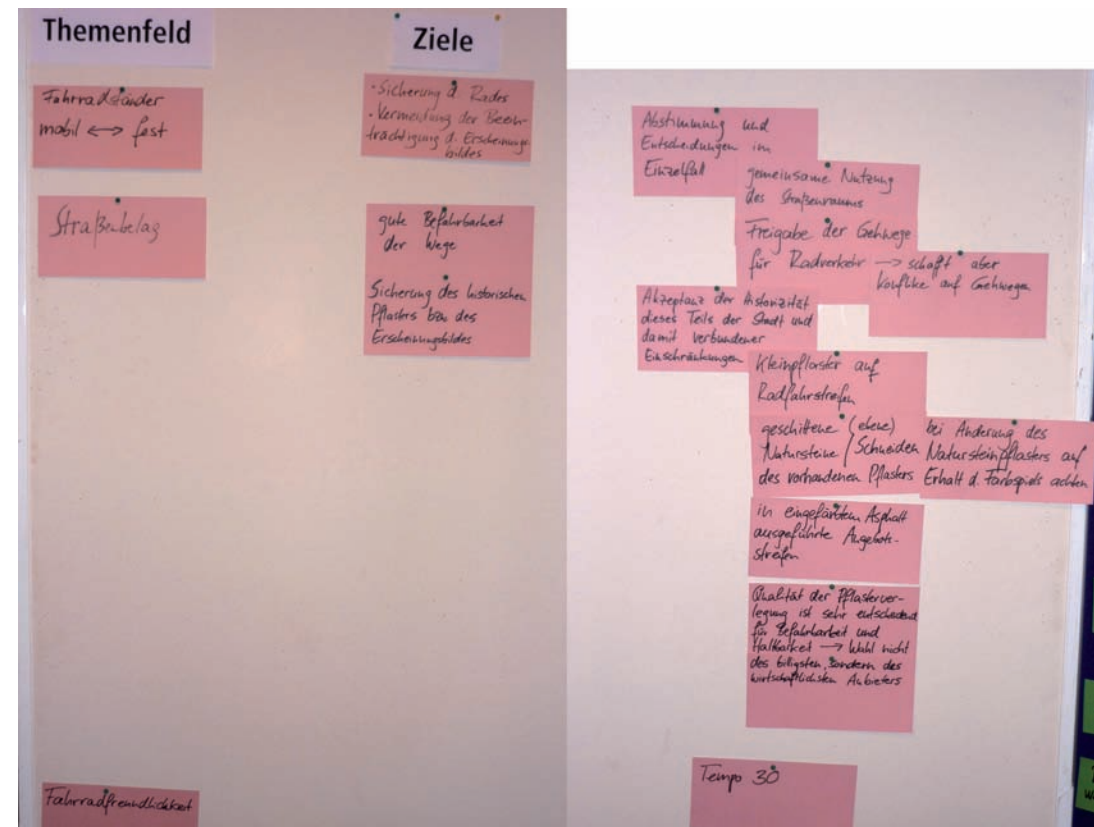 Themenfeld
Ziele
Fahrradständer
mobil <-> fest
• Sicherung d. Rades
• Vermeidung der Beein-
trächtigung d. Erscheinungs-
bildes
Straßenbelag
gute Befahrbarkeit
der Wege
Sicherung des historischen
Pflasters bzw des
Erscheinungsbildes
Fahrradfreundlichkeit
Abstimmung und
Entscheidungen im
Einzelfall
gemeinsame Nutzung
des Straßenraums
Freigabe der Gehwege
für Radverkehr
→ schafft aber
Konflikte auf Gehwegen
Akzeptanz der Historizität
dieses Teils der Stadt und
damit verbundener
Einschränkungen
Kleinpflaster auf
Radfahrstreifen
geschittene (ebene)
Natursteine / Schneiden
des vorhandenen Pflasters
bei Änderung des
Natursteinpflasters auf
Erhalt d. Farbspiels achten
in eingefärbtem Asphalt
ausgeführte Angebots-
streifen
Qualität der Pflasterver-
legung ist sehr entscheidend
für Befahrbarkeit und
Haltbarkeit → Wahl nicht
des billigsten, sondern des
wirtschaftlichsten Anbieters
Tempo 30